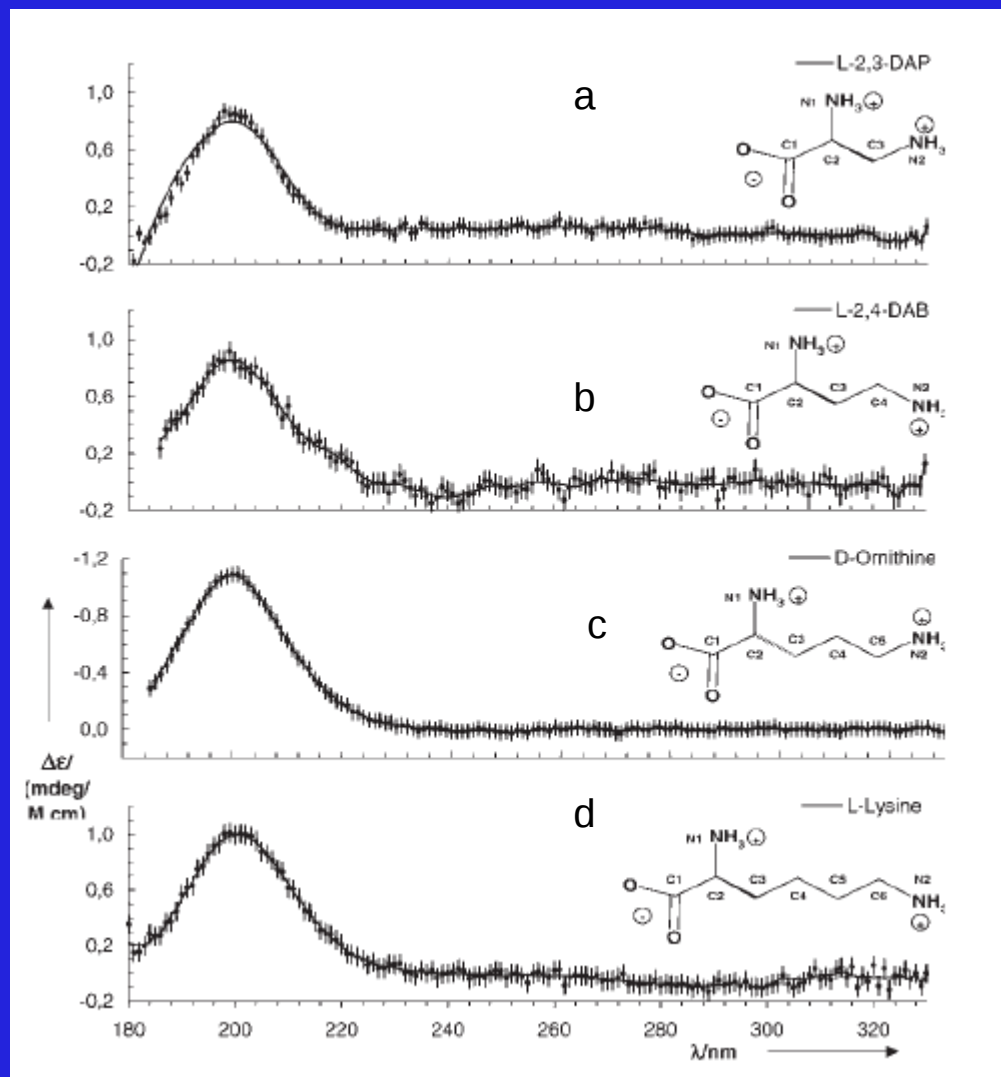 L-2,3-DAP
a
N1 NH₃ +
C1 C3 +
O NH₃
C2 N2
-
O
1,0
0,6
0,2
-0,2
L-2,4-DAB
N1 NH₃ +
b
C1 C3 N2
O C2 C4 NH₃
- +
O
1,0
0,6
0,2
-0,2
D-Ornithine
N1 NH₃ +
c
C1 C3 C5 +
O C2 C4 NH₃
- N2
O
-1,2
-0,8
-0,4
0,0
Δε/
(mdeg/
M cm)
L-Lysine
d
N1 NH₃ +
C1 C3 C5 N2
O C2 C4 C6 NH₃
- +
O
1,0
0,6
0,2
-0,2
180 200 220 240 260 280 300 320
λ/nm